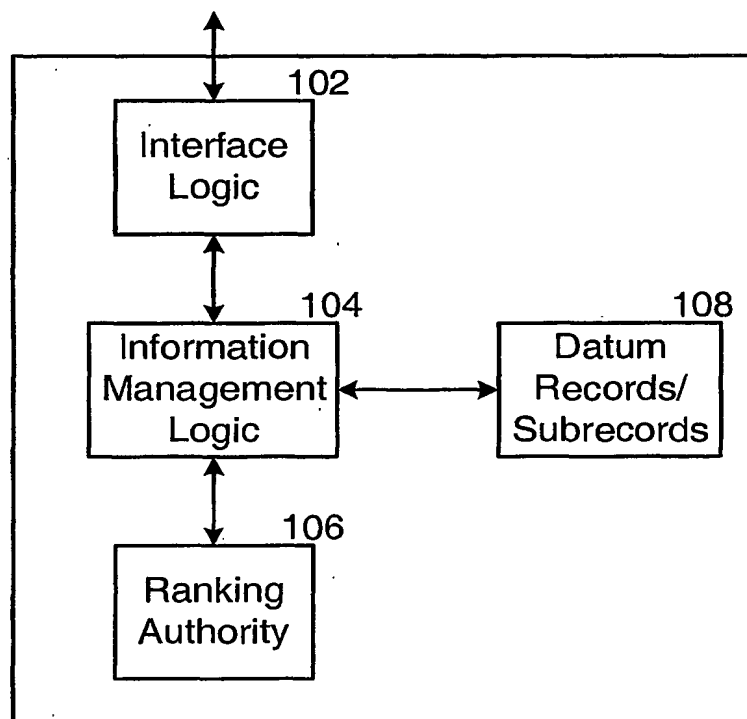 102
Interface
Logic
104
Information
Management
Logic
108
Datum
Records/
Subrecords
106
Ranking
Authority